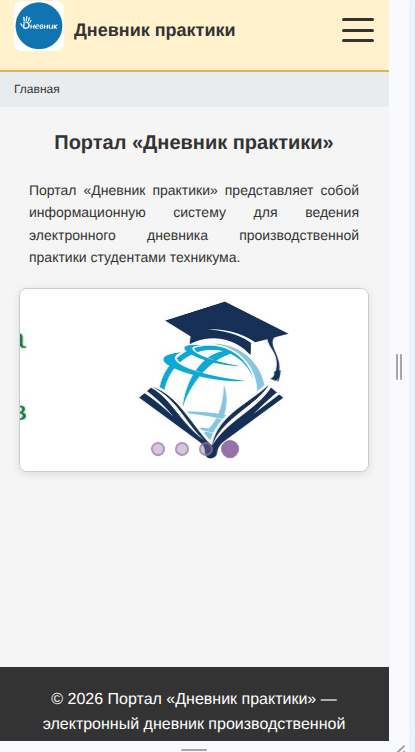 Дневник
Дневник практики
Главная
Портал «Дневник практики»
Портал «Дневник практики» представляет собой
информационную систему для ведения
электронного дневника производственной
практики студентами техникума.
© 2026 Портал «Дневник практики» —
электронный дневник производственной